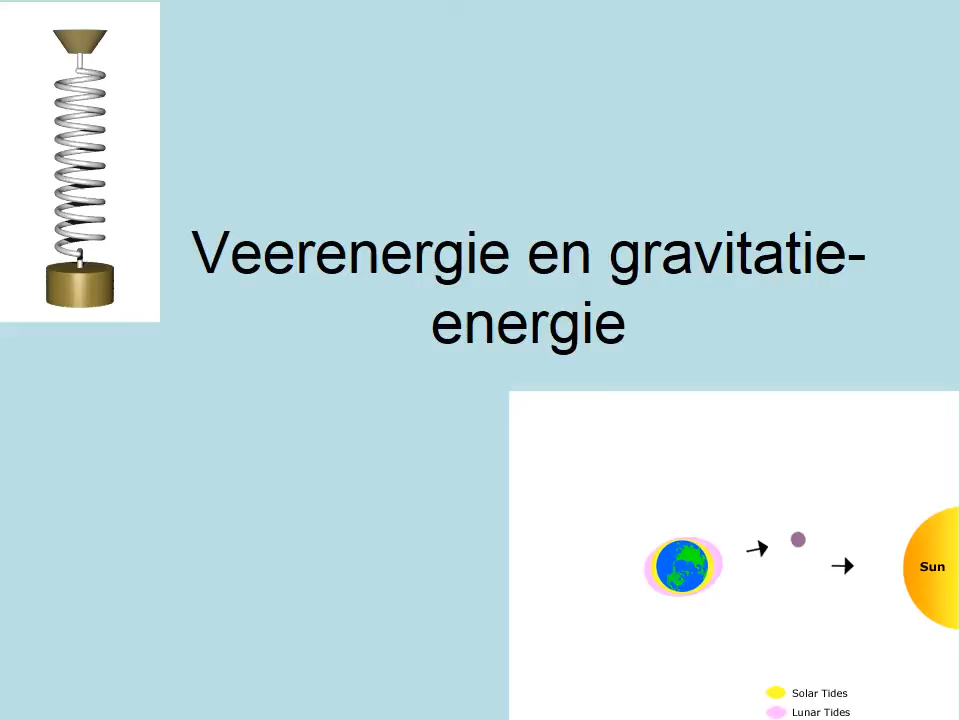 Veerenergie en gravitatie-
energie
Sun
Solar Tides
Lunar Tides